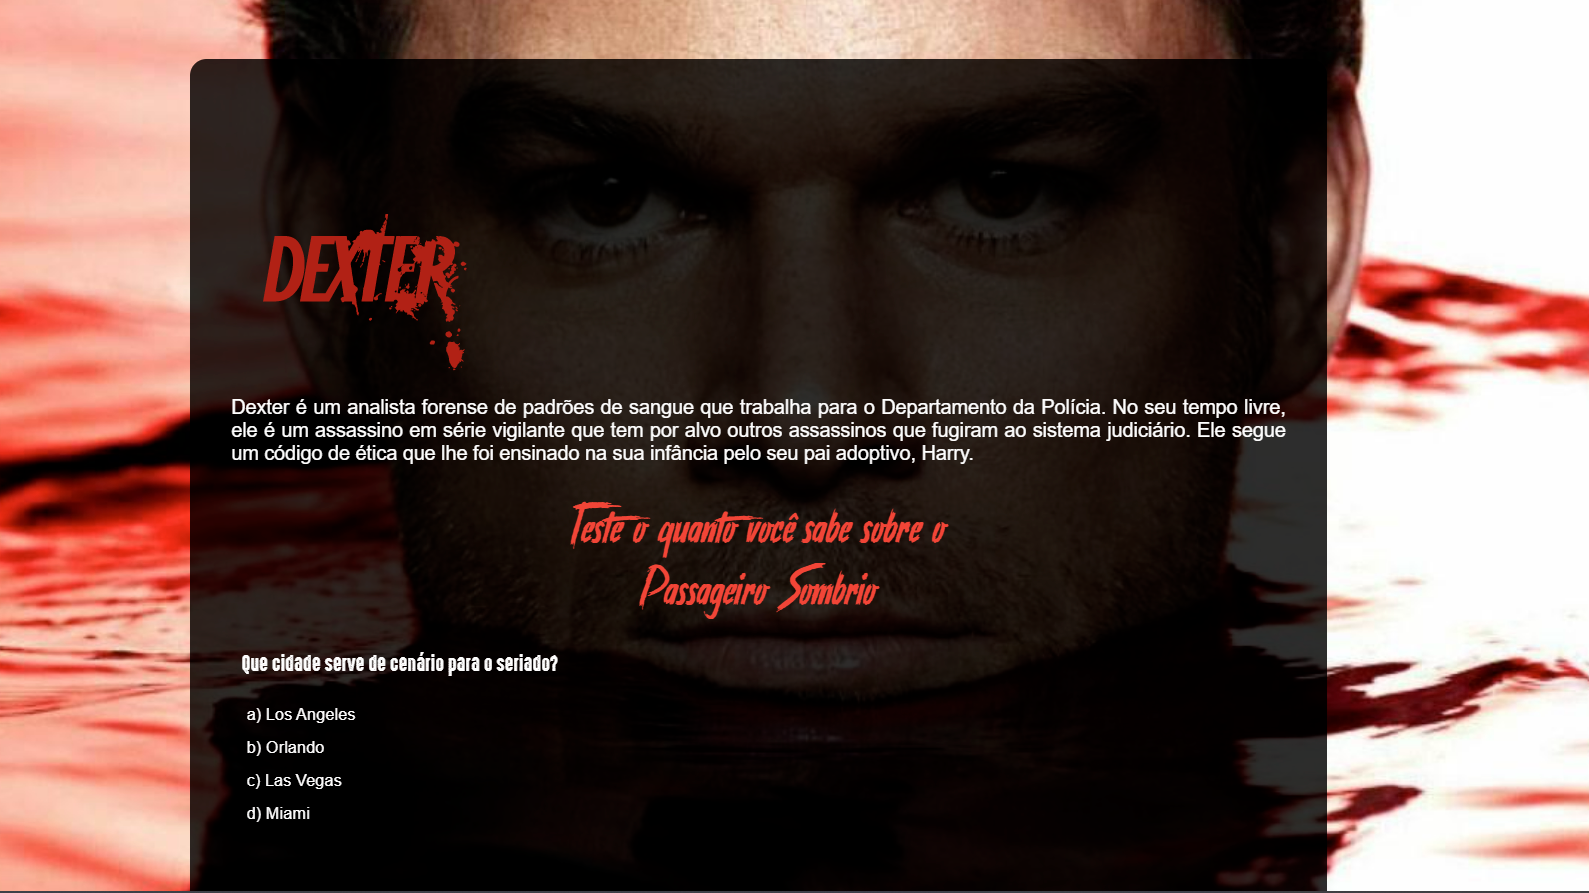 DEXTER
Dexter é um analista forense de padrões de sangue que trabalha para o Departamento da Polícia. No seu tempo livre,
ele é um assassino em série vigilante que tem por alvo outros assassinos que fugiram ao sistema judiciário. Ele segue
um código de ética que lhe foi ensinado na sua infância pelo seu pai adoptivo, Harry.
Teste o quanto você sabe sobre o
Passageiro Sombrio
Que cidade serve de cenário para o seriado?
a) Los Angeles
b) Orlando
c) Las Vegas
d) Miami